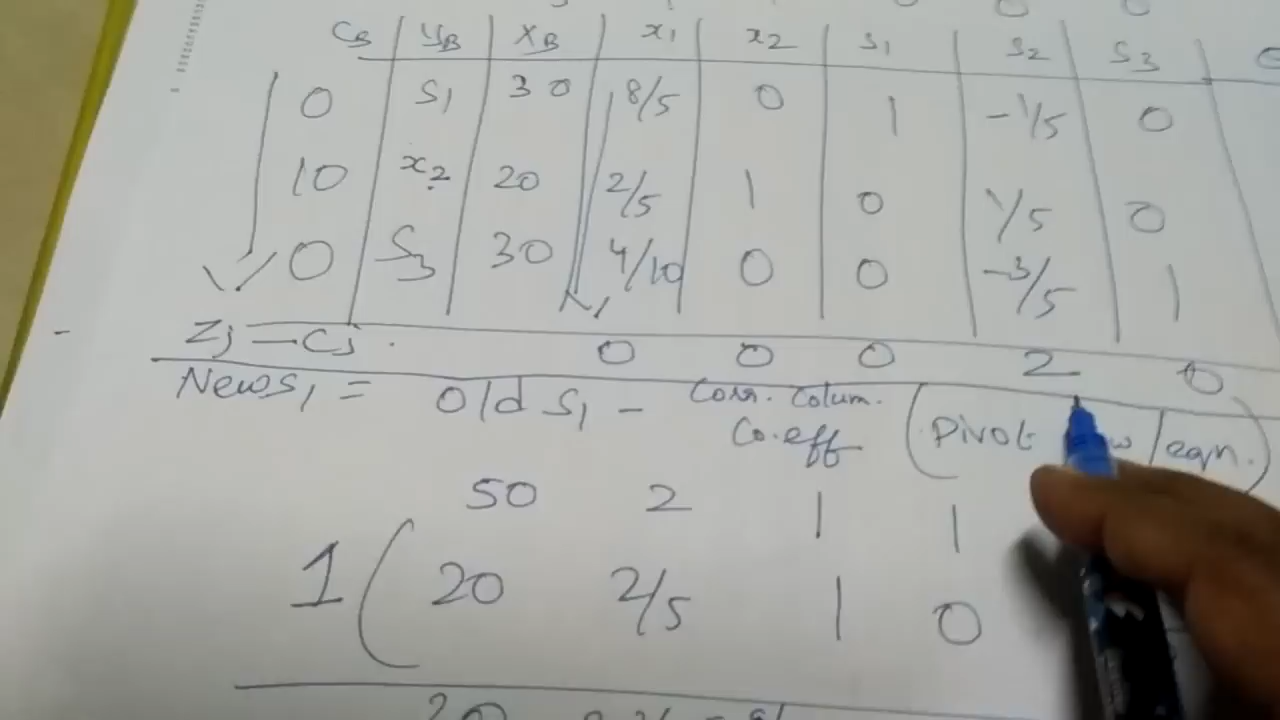 CB YB XB x1 x2 s1 s2 s3
0 S1 30 8/5 0 1 -1/5 0
10 x2 20 2/5 1 0 1/5 0
0 S3 30 4/10 0 0 -3/5 1
Zj - Cj . 0 0 0 2 0
New S1 = Old S1 - Corr. Colum. Co.eff (Pivot /eqn.)
50 2 1 1
1 ( 20 2/5 1 0